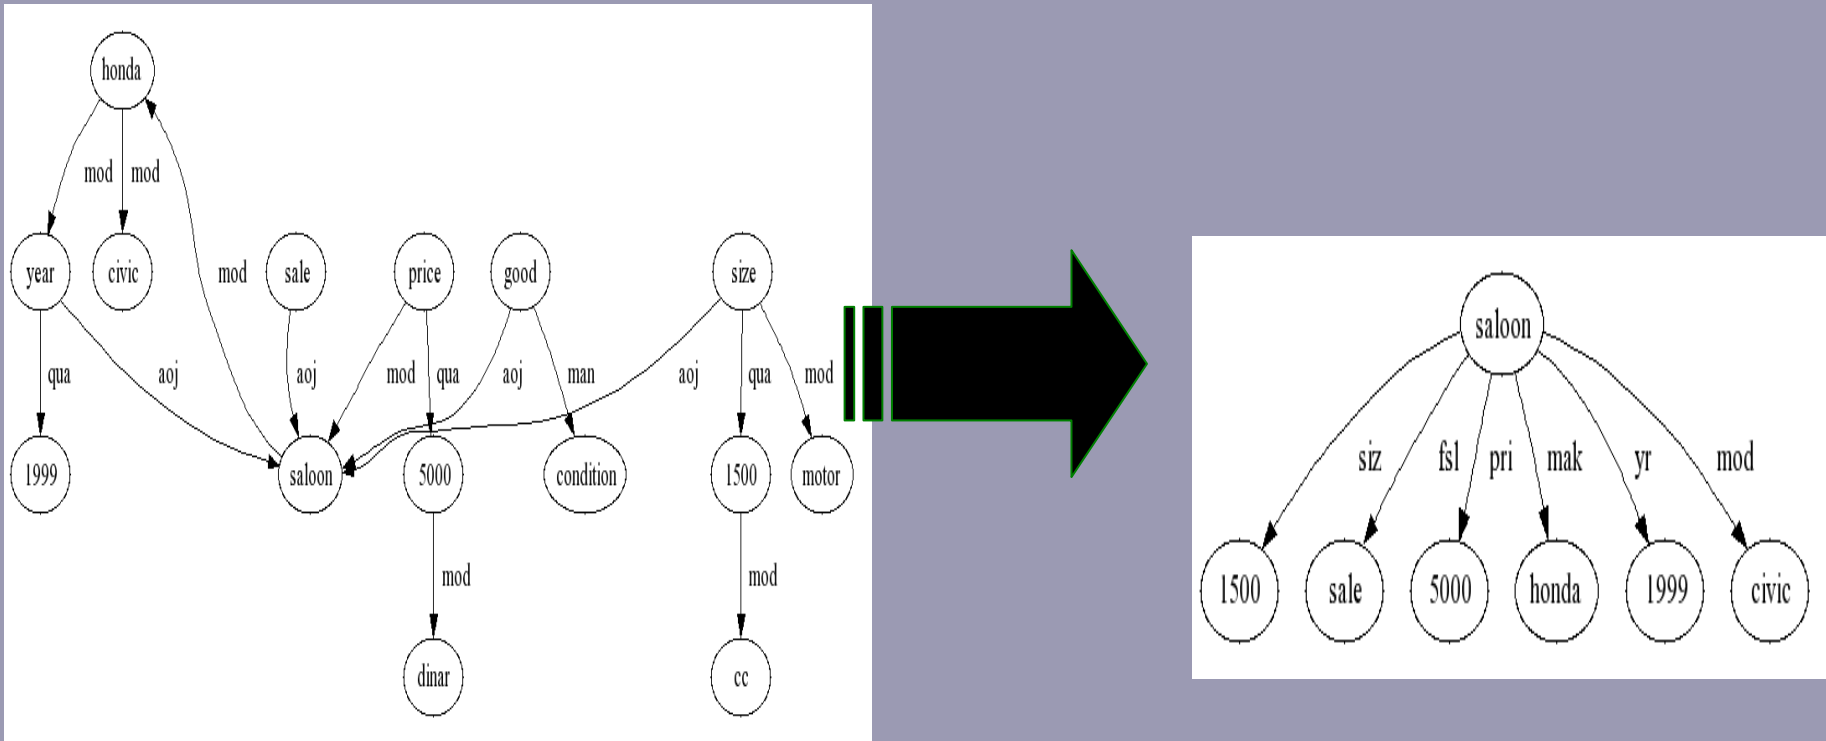 honda
mod mod
year civic mod sale price good size
qua aoj aoj mod qua aoj man aoj qua mod
1999 saloon 5000 condition 1500 motor
mod mod
dinar cc
saloon
siz fsl pri mak yr mod
1500 sale 5000 honda 1999 civic